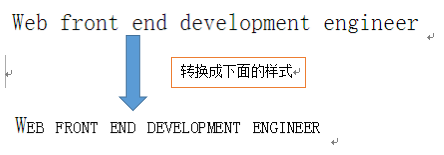 Web front end development engineer
转换成下面的样式
WEB FRONT END DEVELOPMENT ENGINEER